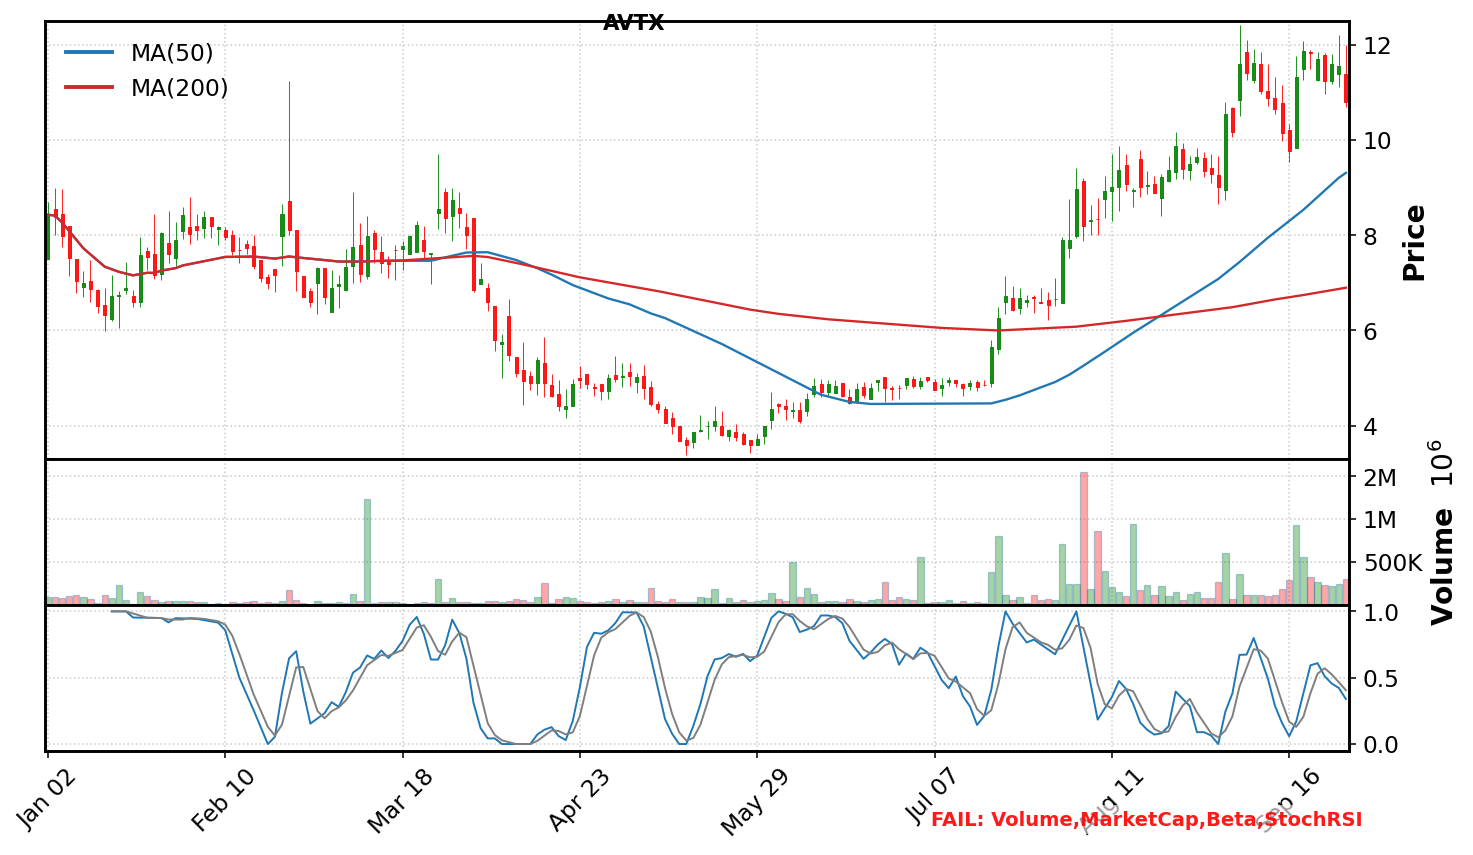 AVTX
MA(50)
MA(200)
12
10
8
6
4
Price
2M
1M
500K
Volume 10⁶
1.0
0.5
0.0
Jan 02
Feb 10
Mar 18
Apr 23
May 29
Jul 07
Aug 11
Sep 16
FAIL: Volume,MarketCap,Beta,StochRSI